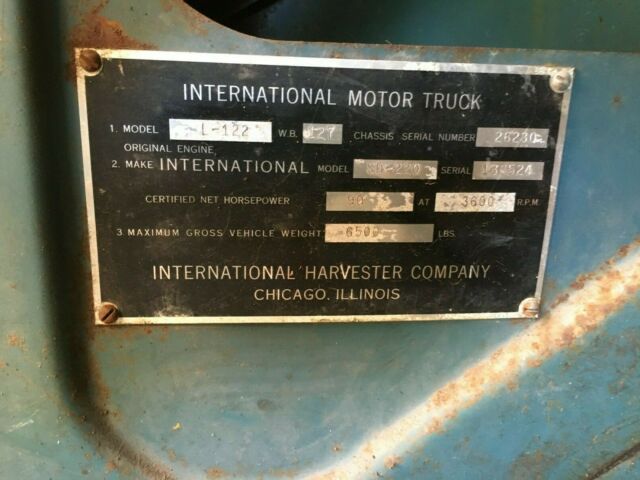 INTERNATIONAL MOTOR TRUCK
1. MODEL L-122 W.B. 127 CHASSIS SERIAL NUMBER 26230
ORIGINAL ENGINE,
2. MAKE INTERNATIONAL MODEL SERIAL
CERTIFIED NET HORSEPOWER 90 AT 3600 R.P.M.
3. MAXIMUM GROSS VEHICLE WEIGHT 6500 LBS.
INTERNATIONAL HARVESTER COMPANY
CHICAGO, ILLINOIS